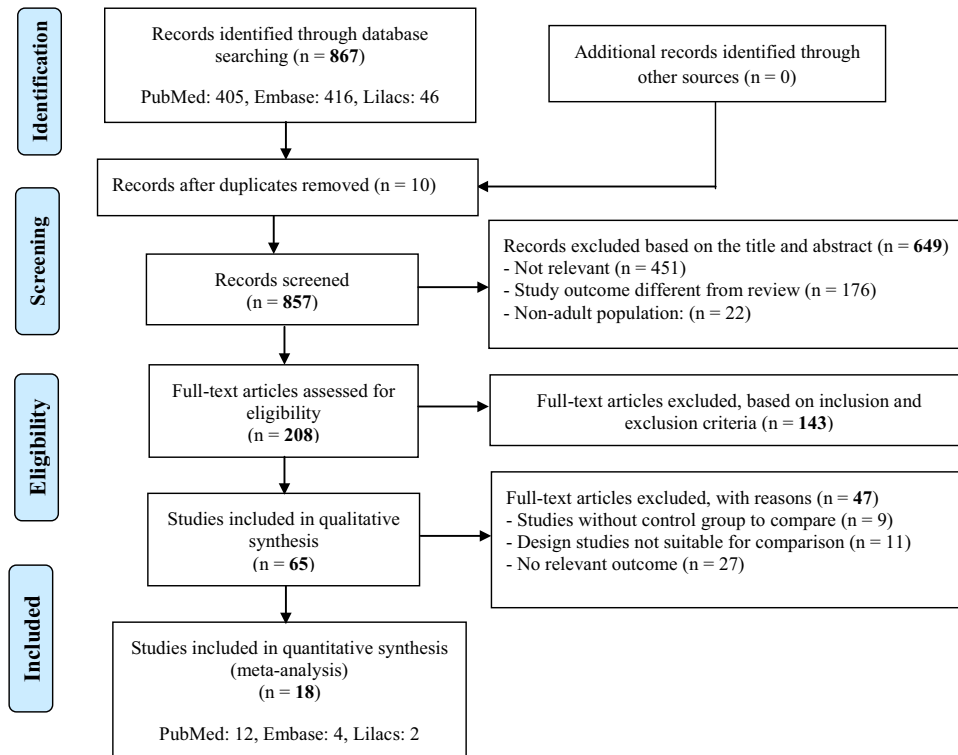 Identification
Records identified through database
searching (n = 867)
PubMed: 405, Embase: 416, Lilacs: 46
Additional records identified through
other sources (n = 0)
Records after duplicates removed (n = 10)
Screening
Records screened
(n = 857)
Records excluded based on the title and abstract (n = 649)
- Not relevant (n = 451)
- Study outcome different from review (n = 176)
- Non-adult population: (n = 22)
Eligibility
Full-text articles assessed for
eligibility
(n = 208)
Full-text articles excluded, based on inclusion and
exclusion criteria (n = 143)
Studies included in qualitative
synthesis
(n = 65)
Full-text articles excluded, with reasons (n = 47)
- Studies without control group to compare (n = 9)
- Design studies not suitable for comparison (n = 11)
- No relevant outcome (n = 27)
Included
Studies included in quantitative synthesis
(meta-analysis)
(n = 18)
PubMed: 12, Embase: 4, Lilacs: 2